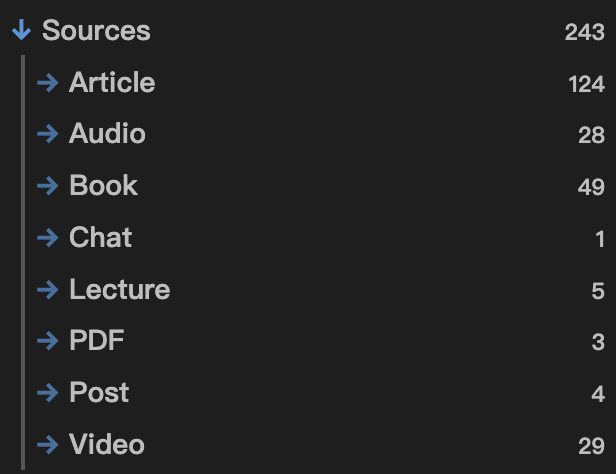 Sources 243
Article 124
Audio 28
Book 49
Chat 1
Lecture 5
PDF 3
Post 4
Video 29